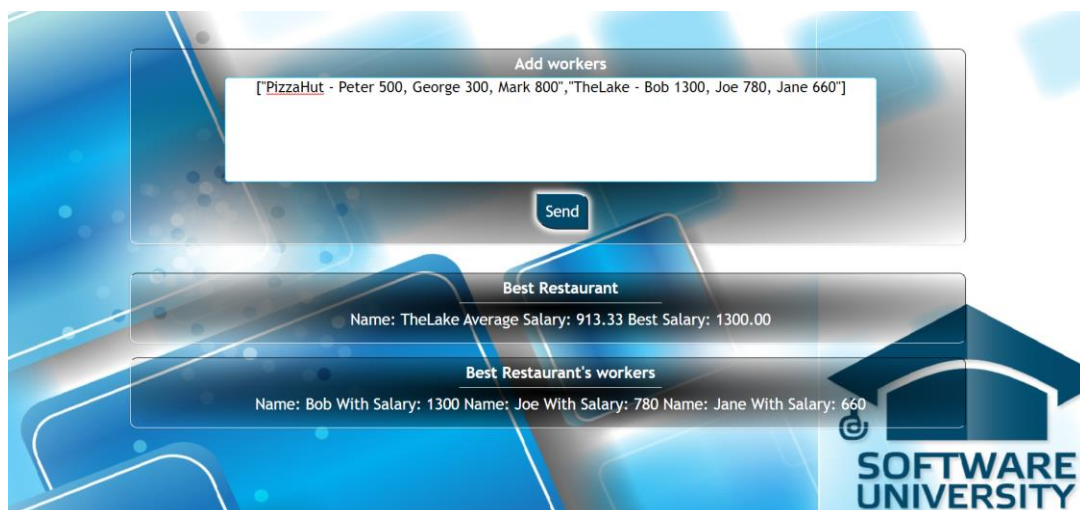 Add workers
["PizzaHut - Peter 500, George 300, Mark 800","TheLake - Bob 1300, Joe 780, Jane 660"]
Send
Best Restaurant
Name: TheLake Average Salary: 913.33 Best Salary: 1300.00
Best Restaurant's workers
Name: Bob With Salary: 1300 Name: Joe With Salary: 780 Name: Jane With Salary: 660
SOFTWARE
UNIVERSITY